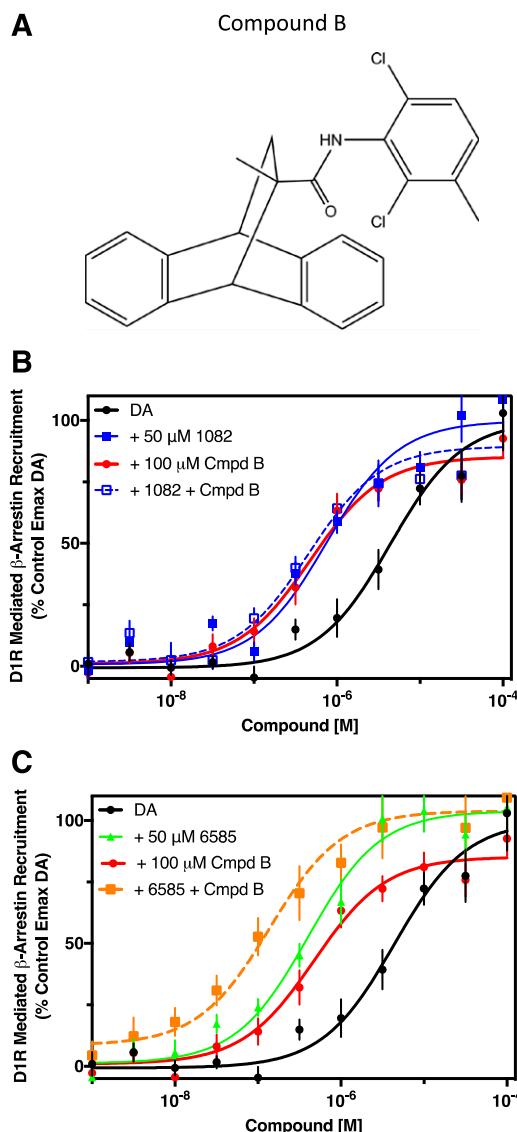 A
Compound B
Cl
HN
O
Cl
B
D1R Mediated β-Arrestin Recruitment
(% Control Emax DA)
100
50
0
DA
+ 50 μM 1082
+ 100 μM Cmpd B
+ 1082 + Cmpd B
10-8
10-6
10-4
Compound [M]
C
D1R Mediated β-Arrestin Recruitment
(% Control Emax DA)
100
50
0
DA
+ 50 μM 6585
+ 100 μM Cmpd B
+ 6585 + Cmpd B
10-8
10-6
Compound [M]